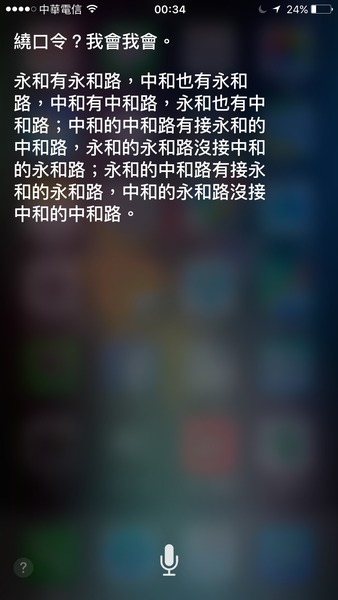 中華電信 00:34 24%
繞口令？我會我會。
永和有永和路，中和也有永和
路，中和有中和路，永和也有中
和路；中和的中和路有接永和的
中和路，永和的永和路沒接中和
的永和路；永和的中和路有接永
和的永和路，中和的永和路沒接
中和的中和路。
?